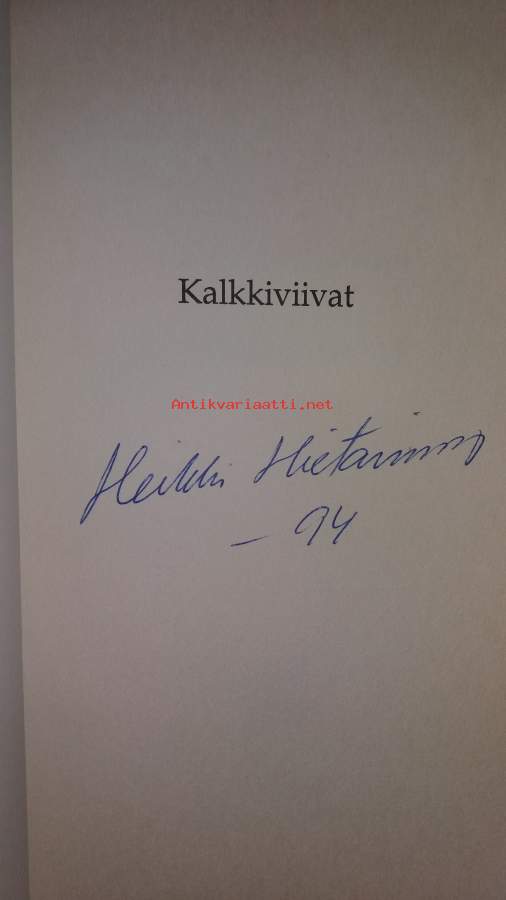 Kalkkiviivat
Antikvariaatti.net
Heikki Hietamies
- 94